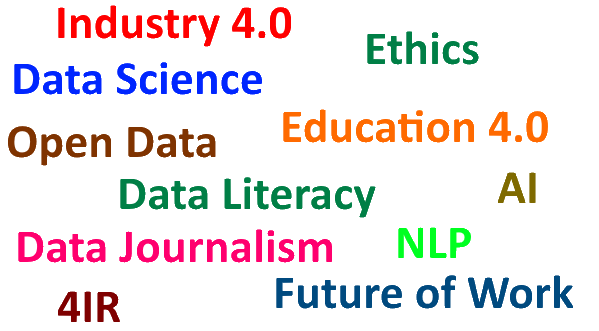 Industry 4.0
Ethics
Data Science
Education 4.0
Open Data
Data Literacy
AI
Data Journalism
NLP
Future of Work
4IR